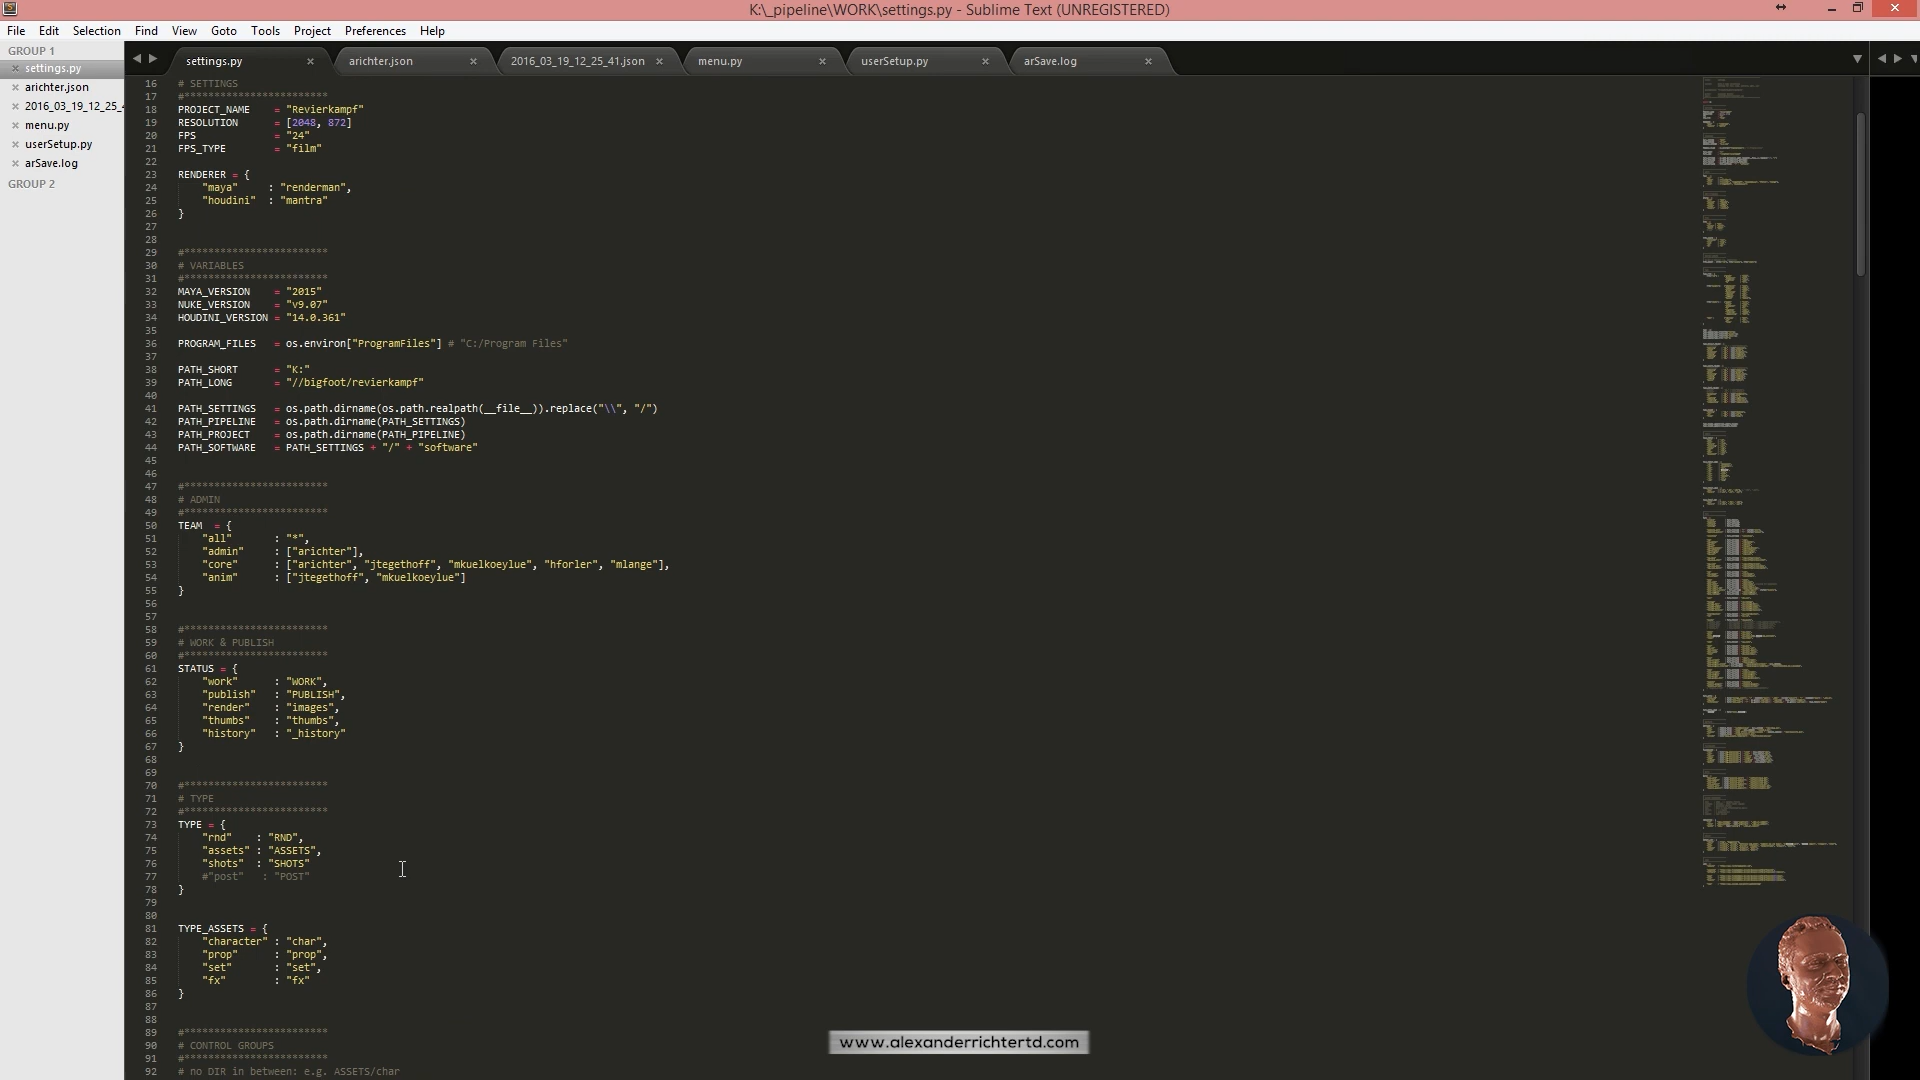 K:\_pipeline\WORK\settings.py - Sublime Text (UNREGISTERED)
File Edit Selection Find View Goto Tools Project Preferences Help
GROUP 1
settings.py
arichter.json
2016_03_19_12_25_4
menu.py
userSetup.py
arSave.log
GROUP 2
settings.py arichter.json 2016_03_19_12_25_41.json menu.py userSetup.py arSave.log
16 # SETTINGS
17 #*************************
18 PROJECT_NAME = "Revierkampf"
19 RESOLUTION = [2048, 872]
20 FPS = "24"
21 FPS_TYPE = "film"
22
23 RENDERER = {
24 "maya" : "renderman",
25 "houdini" : "mantra"
26 }
27
28
29 #*************************
30 # VARIABLES
31 #*************************
32 MAYA_VERSION = "2015"
33 NUKE_VERSION = "v9.07"
34 HOUDINI_VERSION = "14.0.361"
35
36 PROGRAM_FILES = os.environ["ProgramFiles"] # "C:/Program Files"
37
38 PATH_SHORT = "K:"
39 PATH_LONG = "//bigfoot/revierkampf"
40
41 PATH_SETTINGS = os.path.dirname(os.path.realpath(__file__)).replace("\\", "/")
42 PATH_PIPELINE = os.path.dirname(PATH_SETTINGS)
43 PATH_PROJECT = os.path.dirname(PATH_PIPELINE)
44 PATH_SOFTWARE = PATH_SETTINGS + "/" + "software"
45
46
47 #*************************
48 # ADMIN
49 #*************************
50 TEAM = {
51 "all" : "*",
52 "admin" : ["arichter"],
53 "core" : ["arichter", "jtegethoff", "mkuelkoeylue", "hforler", "mlange"],
54 "anim" : ["jtegethoff", "mkuelkoeylue"]
55 }
56
57
58 #*************************
59 # WORK & PUBLISH
60 #*************************
61 STATUS = {
62 "work" : "WORK",
63 "publish" : "PUBLISH",
64 "render" : "images",
65 "thumbs" : "thumbs",
66 "history" : "_history"
67 }
68
69
70 #*************************
71 # TYPE
72 #*************************
73 TYPE = {
74 "rnd" : "RND",
75 "assets" : "ASSETS",
76 "shots" : "SHOTS"
77 #"post" : "POST"
78 }
79
80
81 TYPE_ASSETS = {
82 "character" : "char",
83 "prop" : "prop",
84 "set" : "set",
85 "fx" : "fx"
86 }
87
88
89 #*************************
90 # CONTROL GROUPS
91 #*************************
92 # no DIR in between: e.g. ASSETS/char
www.alexanderrichtertd.com